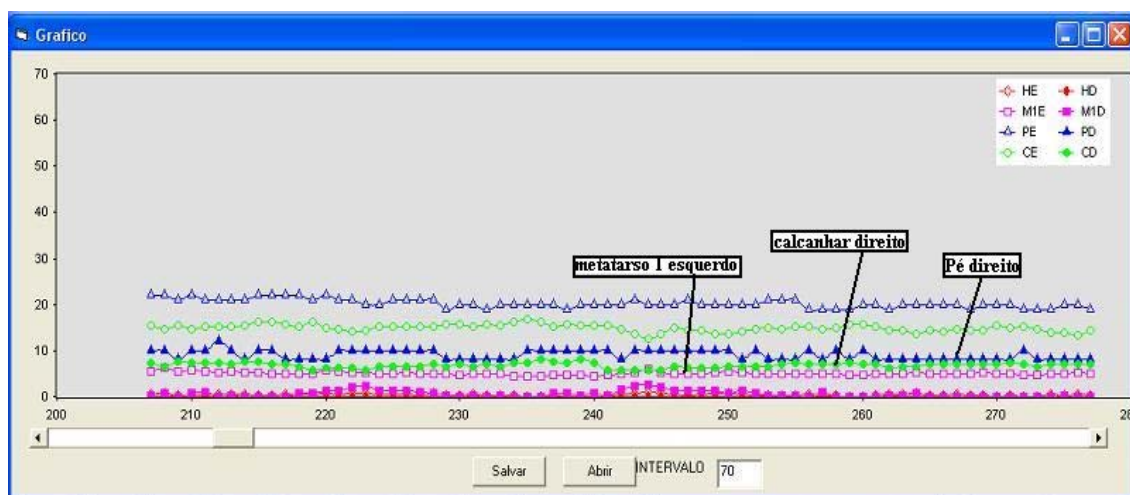 Grafico
70
60
50
40
30
20
10
0
HE HD
M1E M1D
PE PD
CE CD
calcanhar direito
metatarso 1 esquerdo
Pé direito
200 210 220 230 240 250 260 270 28
Salvar Abrir INTERVALO 70